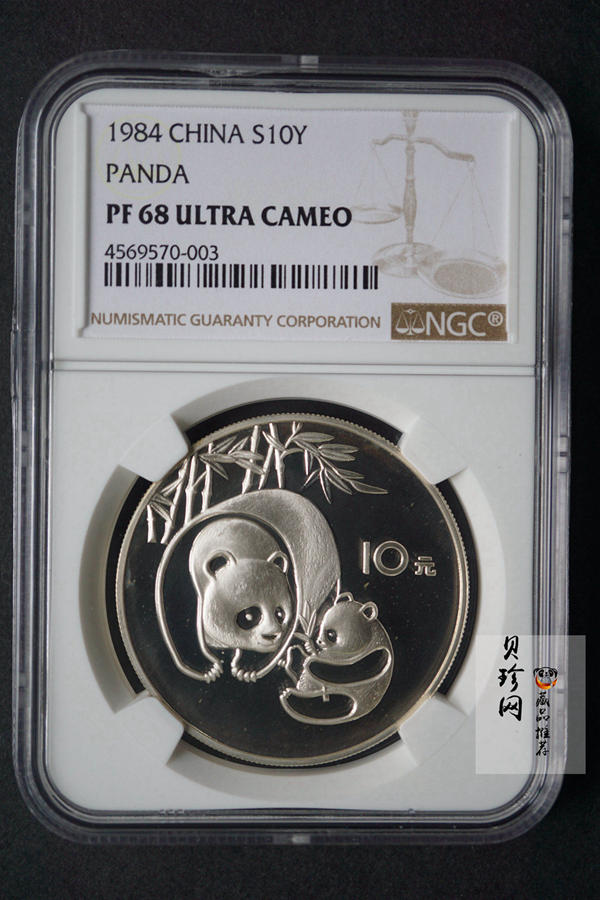 1984 CHINA S10Y
PANDA
PF 68 ULTRA CAMEO
4569570-003
NUMISMATIC GUARANTY CORPORATION
NGC®
10元
贝珍网
藏品推荐